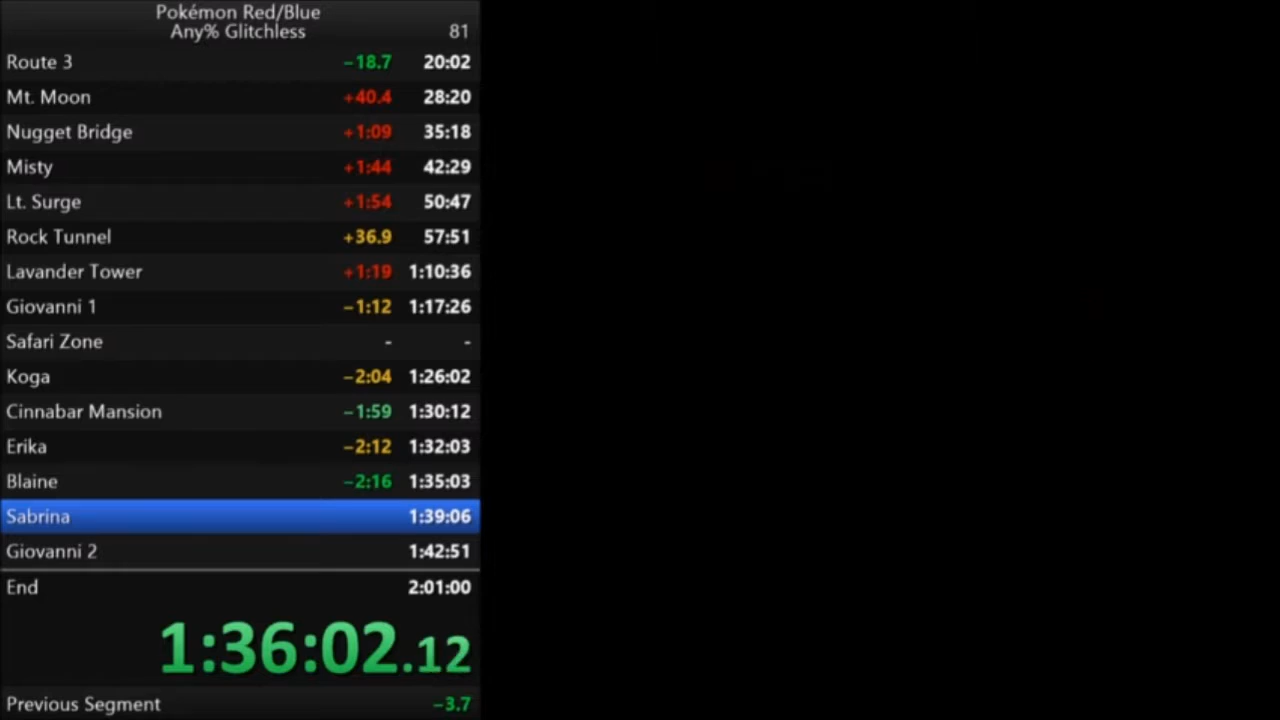 Pokémon Red/Blue
Any% Glitchless 81
Route 3 −18.7 20:02
Mt. Moon +40.4 28:20
Nugget Bridge +1:09 35:18
Misty +1:44 42:29
Lt. Surge +1:54 50:47
Rock Tunnel +36.9 57:51
Lavander Tower +1:19 1:10:36
Giovanni 1 −1:12 1:17:26
Safari Zone - -
Koga −2:04 1:26:02
Cinnabar Mansion −1:59 1:30:12
Erika −2:12 1:32:03
Blaine −2:16 1:35:03
Sabrina 1:39:06
Giovanni 2 1:42:51
End 2:01:00
1:36:02.12
Previous Segment −3.7